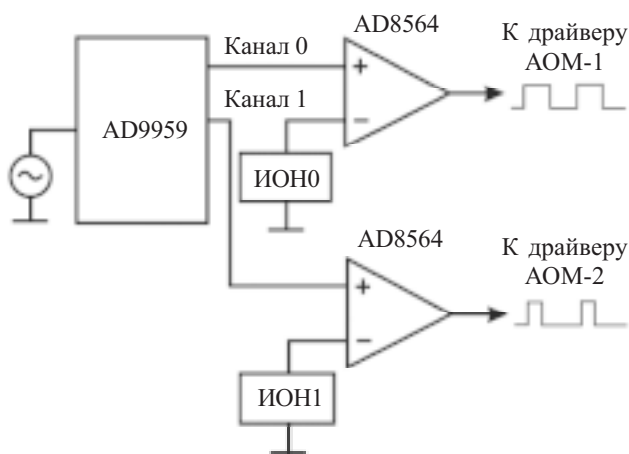 AD8564
К драйверу
АОМ-1
Канал 0
+
Канал 1
–
AD9959
ИОН0
AD8564
К драйверу
АОМ-2
+
–
ИОН1